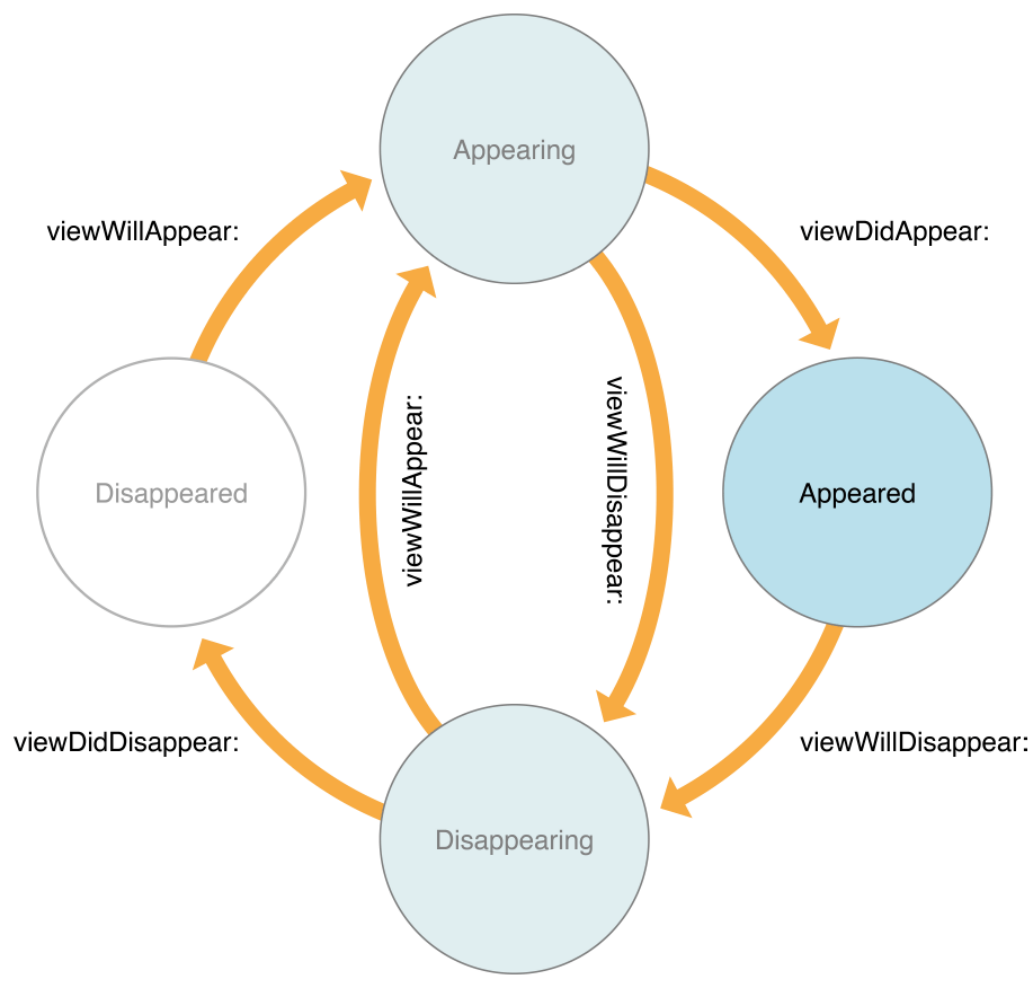 Appearing
viewWillAppear:
viewDidAppear:
viewWillAppear:
viewWillDisappear:
Disappeared
Appeared
viewDidDisappear:
viewWillDisappear:
Disappearing